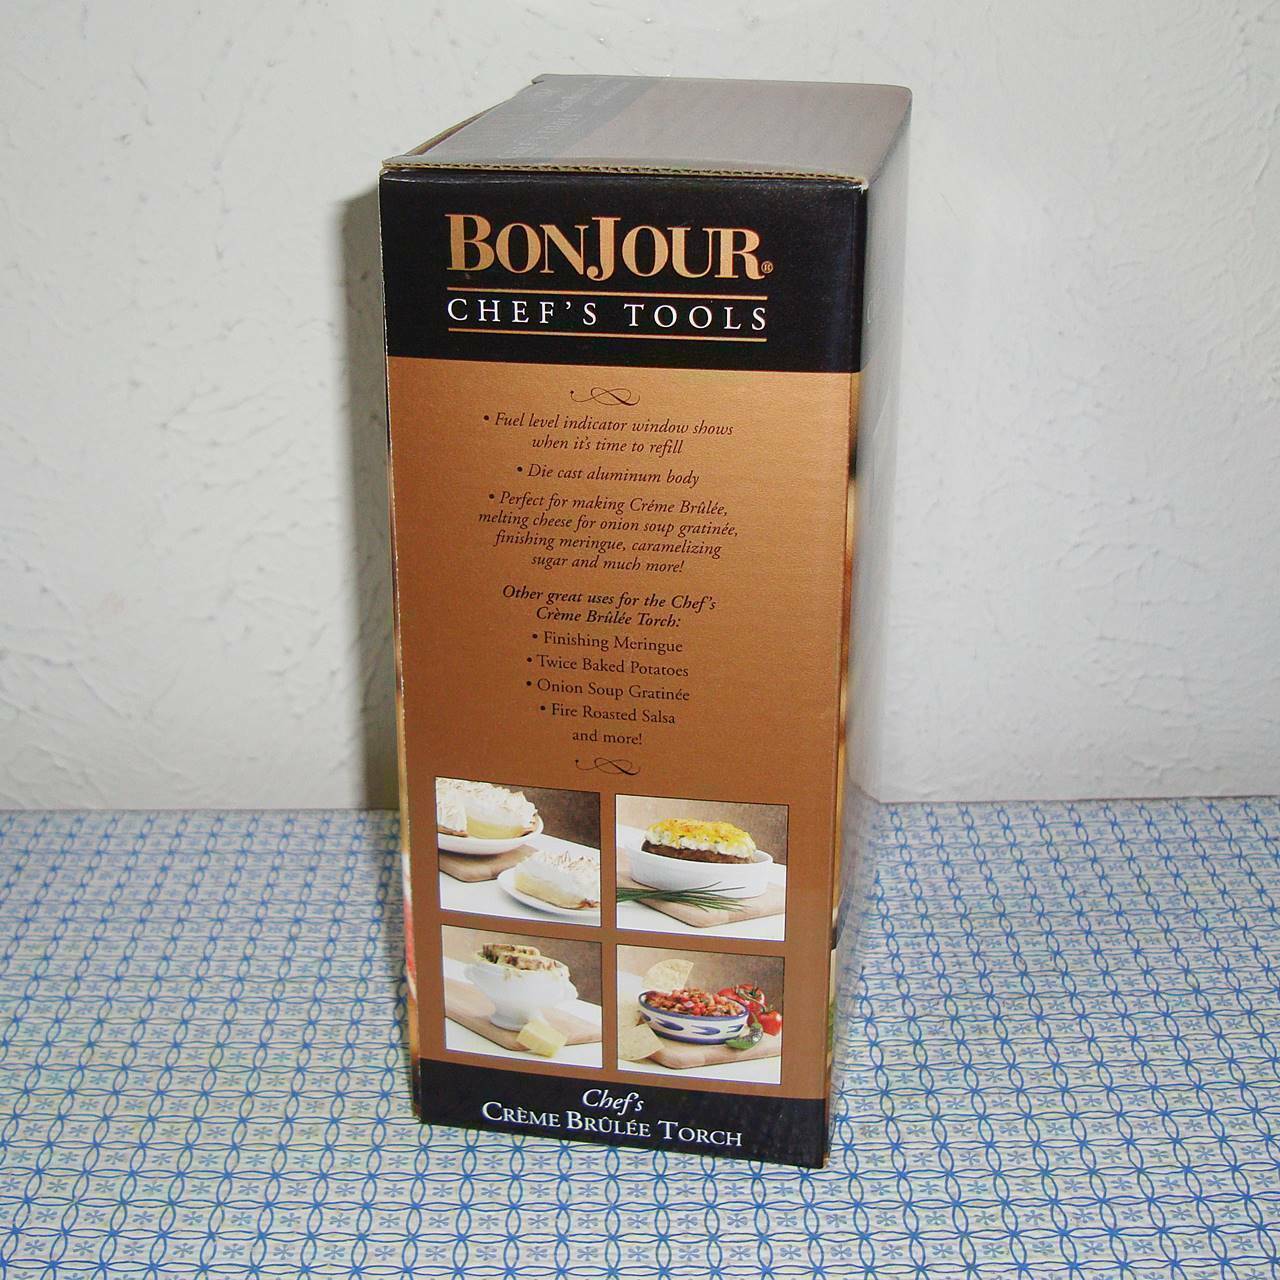 BONJOUR®
CHEF'S TOOLS
• Fuel level indicator window shows
when it's time to refill
• Die cast aluminum body
• Perfect for making Créme Brûlée,
melting cheese for onion soup gratinée,
finishing meringue, caramelizing
sugar and much more!
Other great uses for the Chef's
Crème Brûlée Torch:
• Finishing Meringue
• Twice Baked Potatoes
• Onion Soup Gratinée
• Fire Roasted Salsa
and more!
Chef's
CRÈME BRÛLÉE TORCH